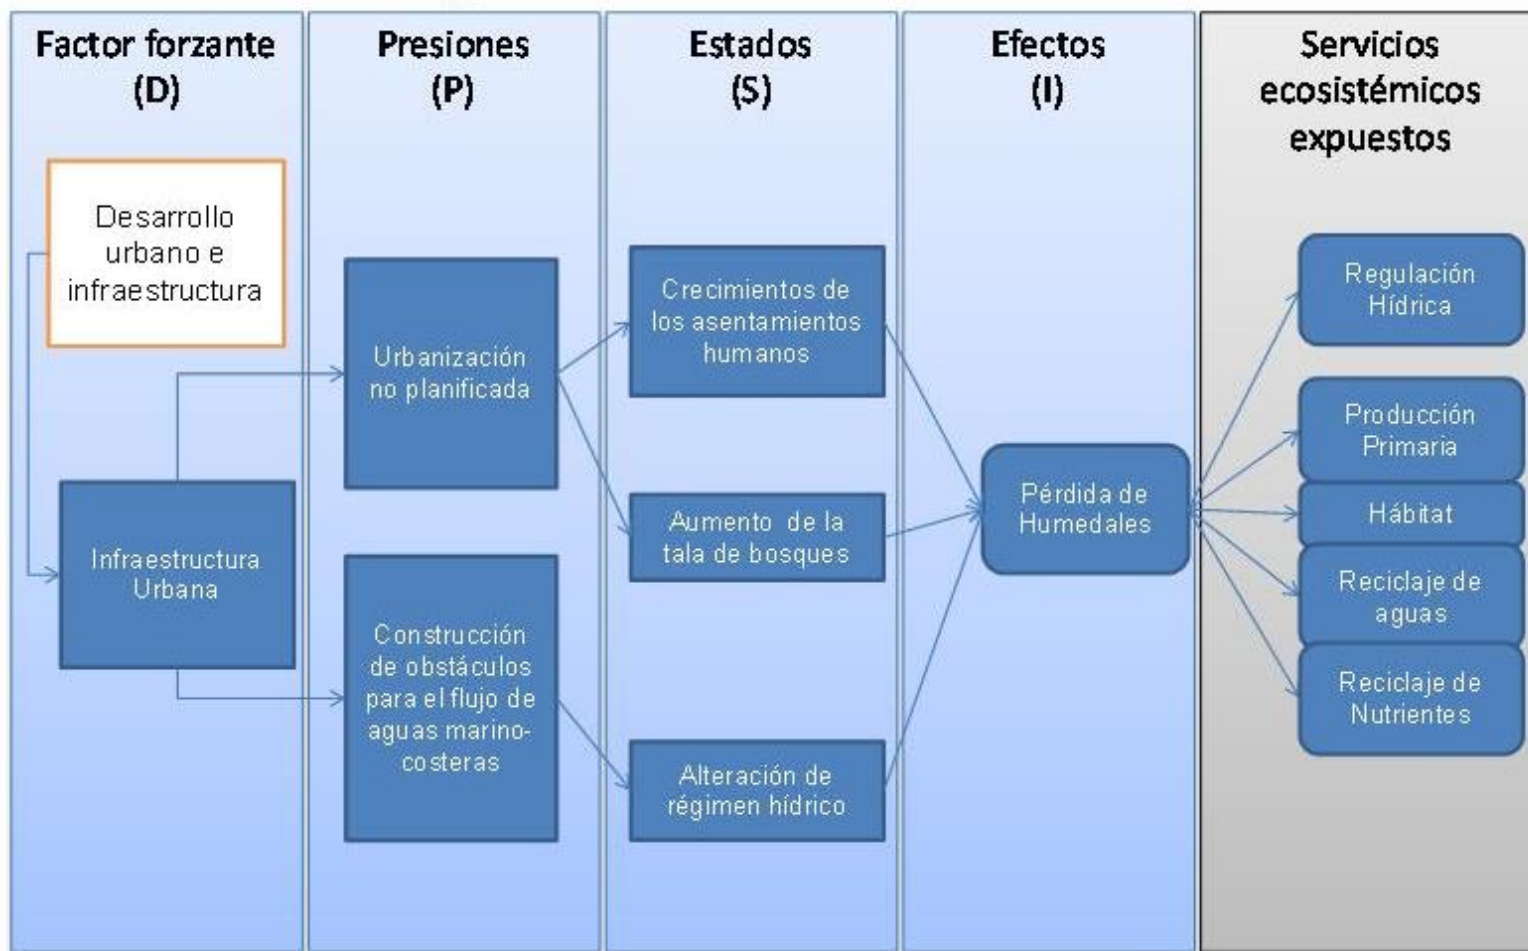 Factor forzante
(D)
Presiones
(P)
Estados
(S)
Efectos
(I)
Servicios
ecosistémicos
expuestos
Desarrollo
urbano e
infraestructura
Infraestructura
Urbana
Urbanización
no planificada
Construcción
de obstáculos
para el flujo de
aguas marino-
costeras
Crecimientos de
los asentamientos
humanos
Aumento de la
tala de bosques
Alteración de
régimen hídrico
Pérdida de
Humedales
Regulación
Hídrica
Producción
Primaria
Hábitat
Reciclaje de
aguas
Reciclaje de
Nutrientes